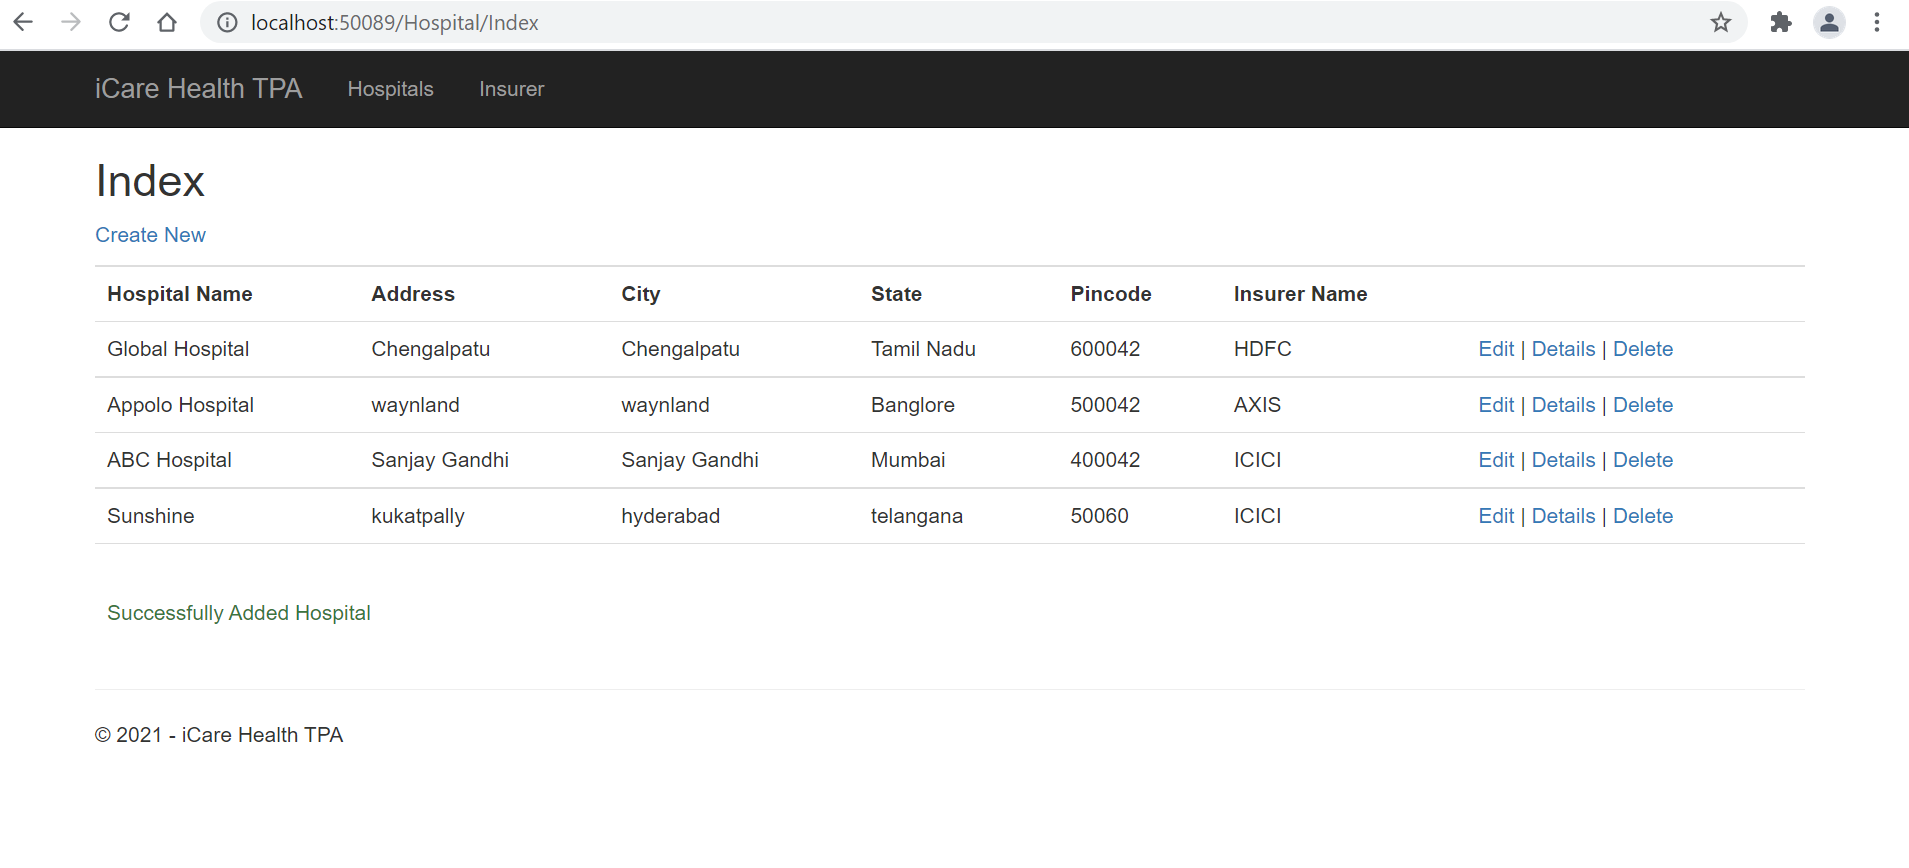 localhost:50089/Hospital/Index
iCare Health TPA Hospitals Insurer
Index
Create New
Hospital Name Address City State Pincode Insurer Name
Global Hospital Chengalpatu Chengalpatu Tamil Nadu 600042 HDFC Edit | Details | Delete
Appolo Hospital waynland waynland Banglore 500042 AXIS Edit | Details | Delete
ABC Hospital Sanjay Gandhi Sanjay Gandhi Mumbai 400042 ICICI Edit | Details | Delete
Sunshine kukatpally hyderabad telangana 50060 ICICI Edit | Details | Delete
Successfully Added Hospital
© 2021 - iCare Health TPA